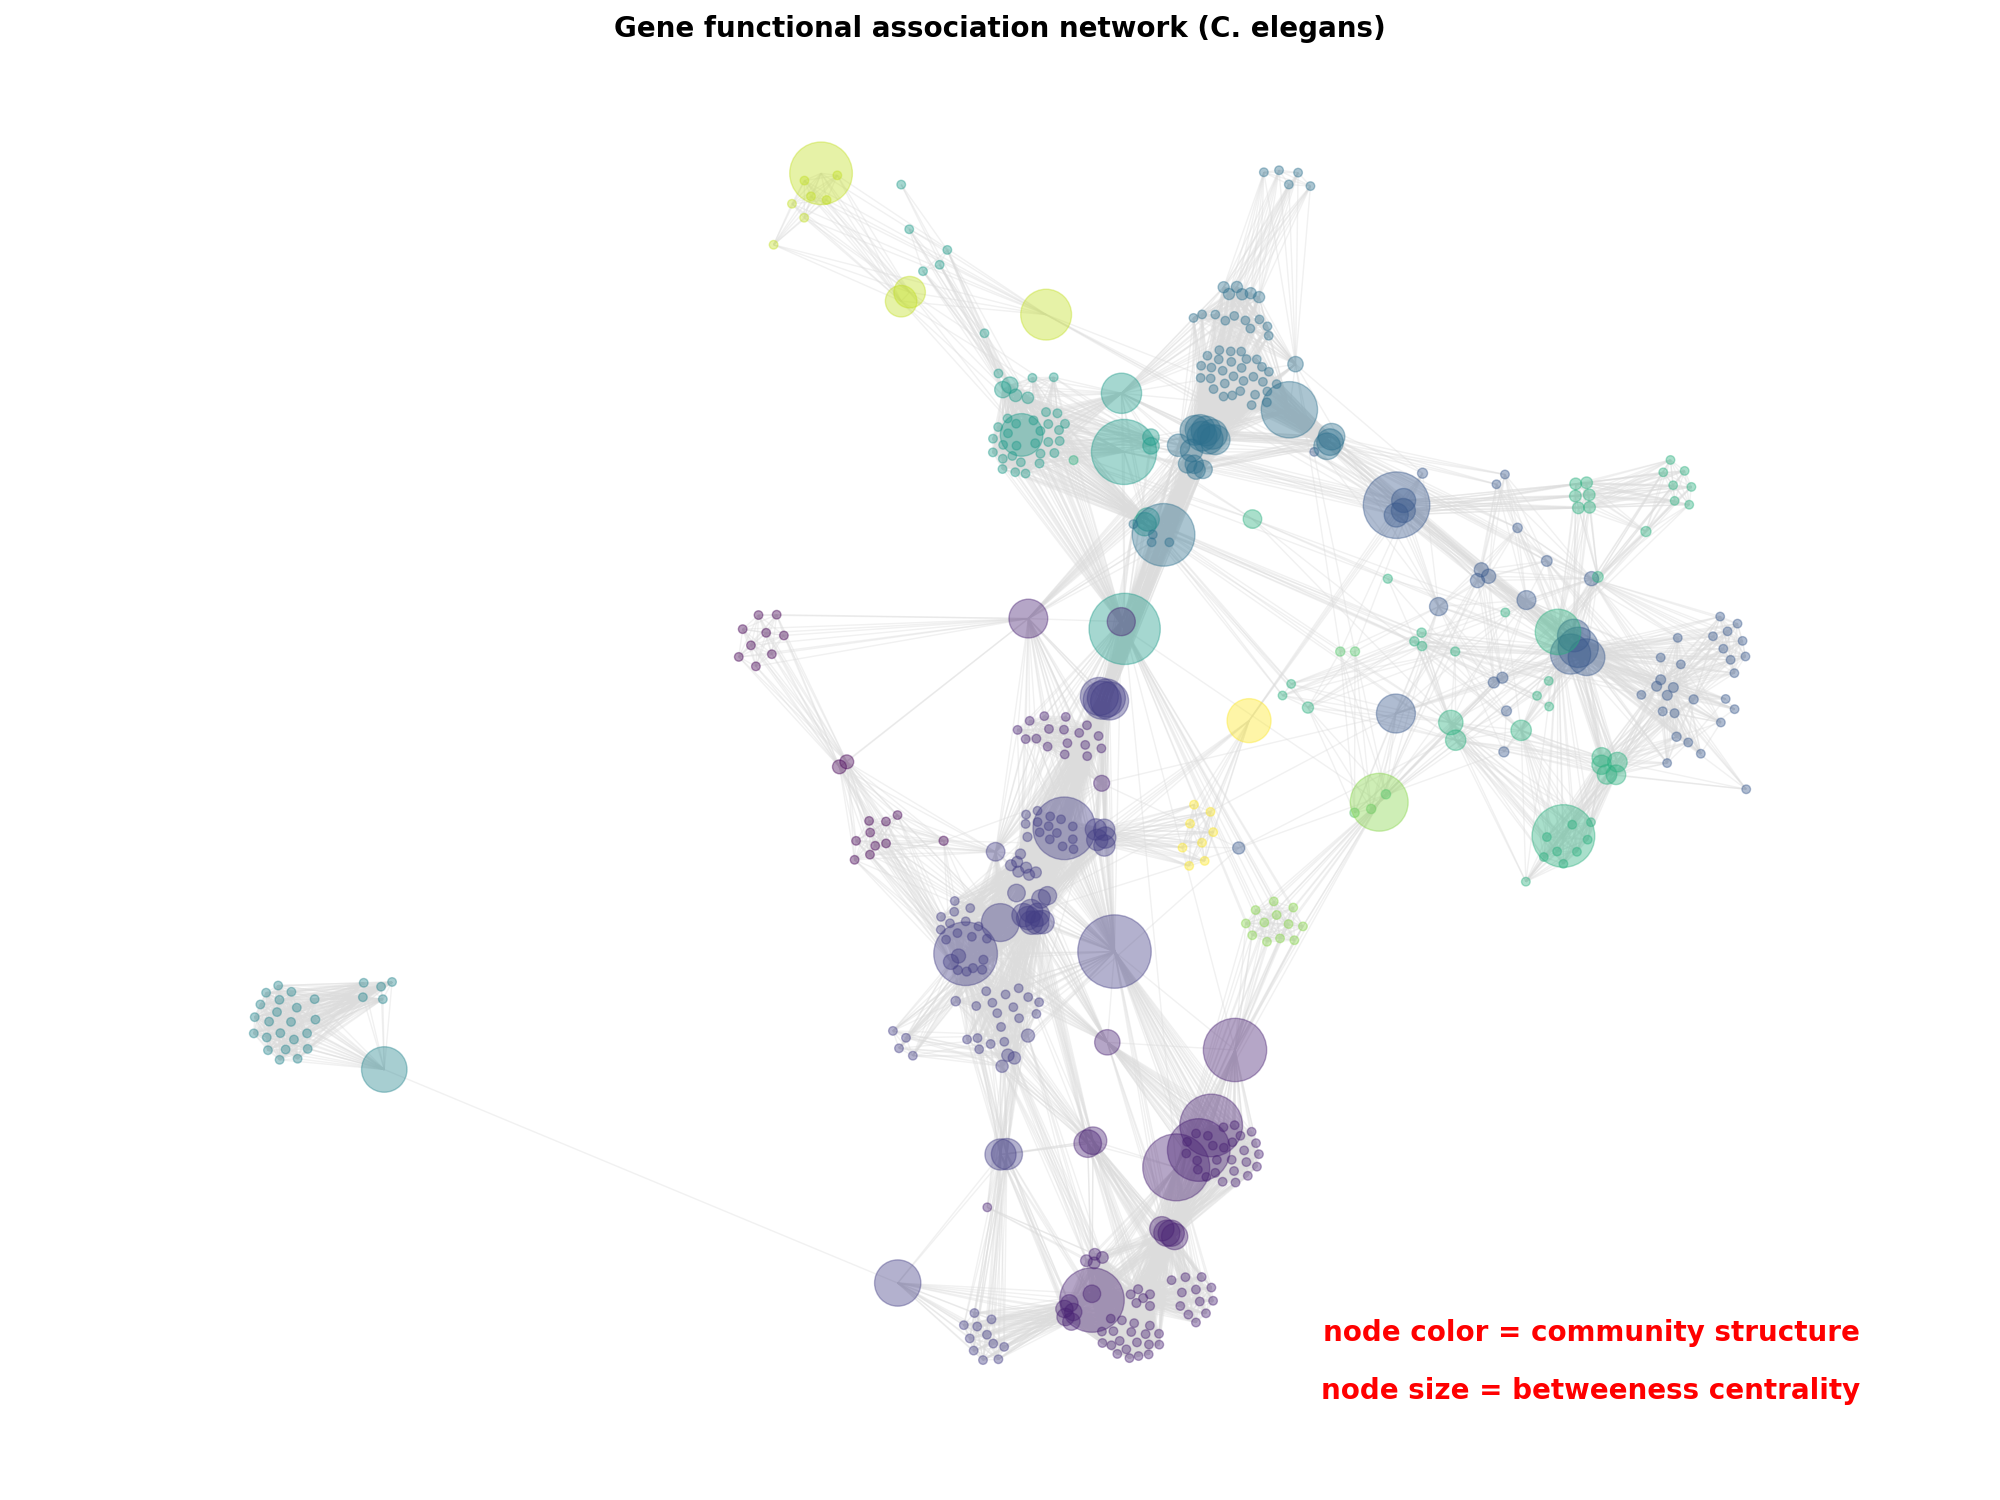 Gene functional association network (C. elegans)
node color = community structure
node size = betweeness centrality